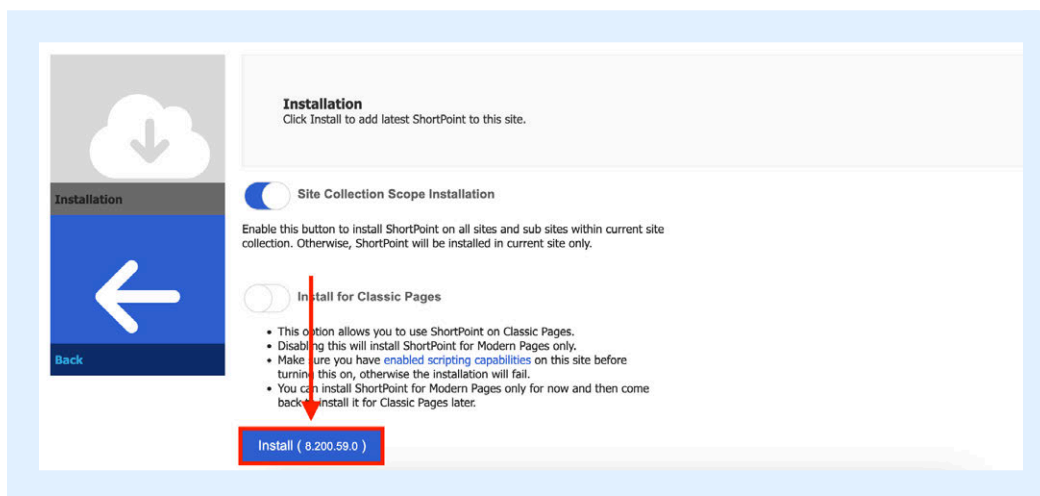 Installation
Click Install to add latest ShortPoint to this site.
Installation
Site Collection Scope Installation
Enable this button to install ShortPoint on all sites and sub sites within current site
collection. Otherwise, ShortPoint will be installed in current site only.
Install for Classic Pages
• This option allows you to use ShortPoint on Classic Pages.
• Disabling this will install ShortPoint for Modern Pages only.
• Make sure you have enabled scripting capabilities on this site before
turning this on, otherwise the installation will fail.
• You can install ShortPoint for Modern Pages only for now and then come
back to install it for Classic Pages later.
Back
Install ( 8.200.59.0 )